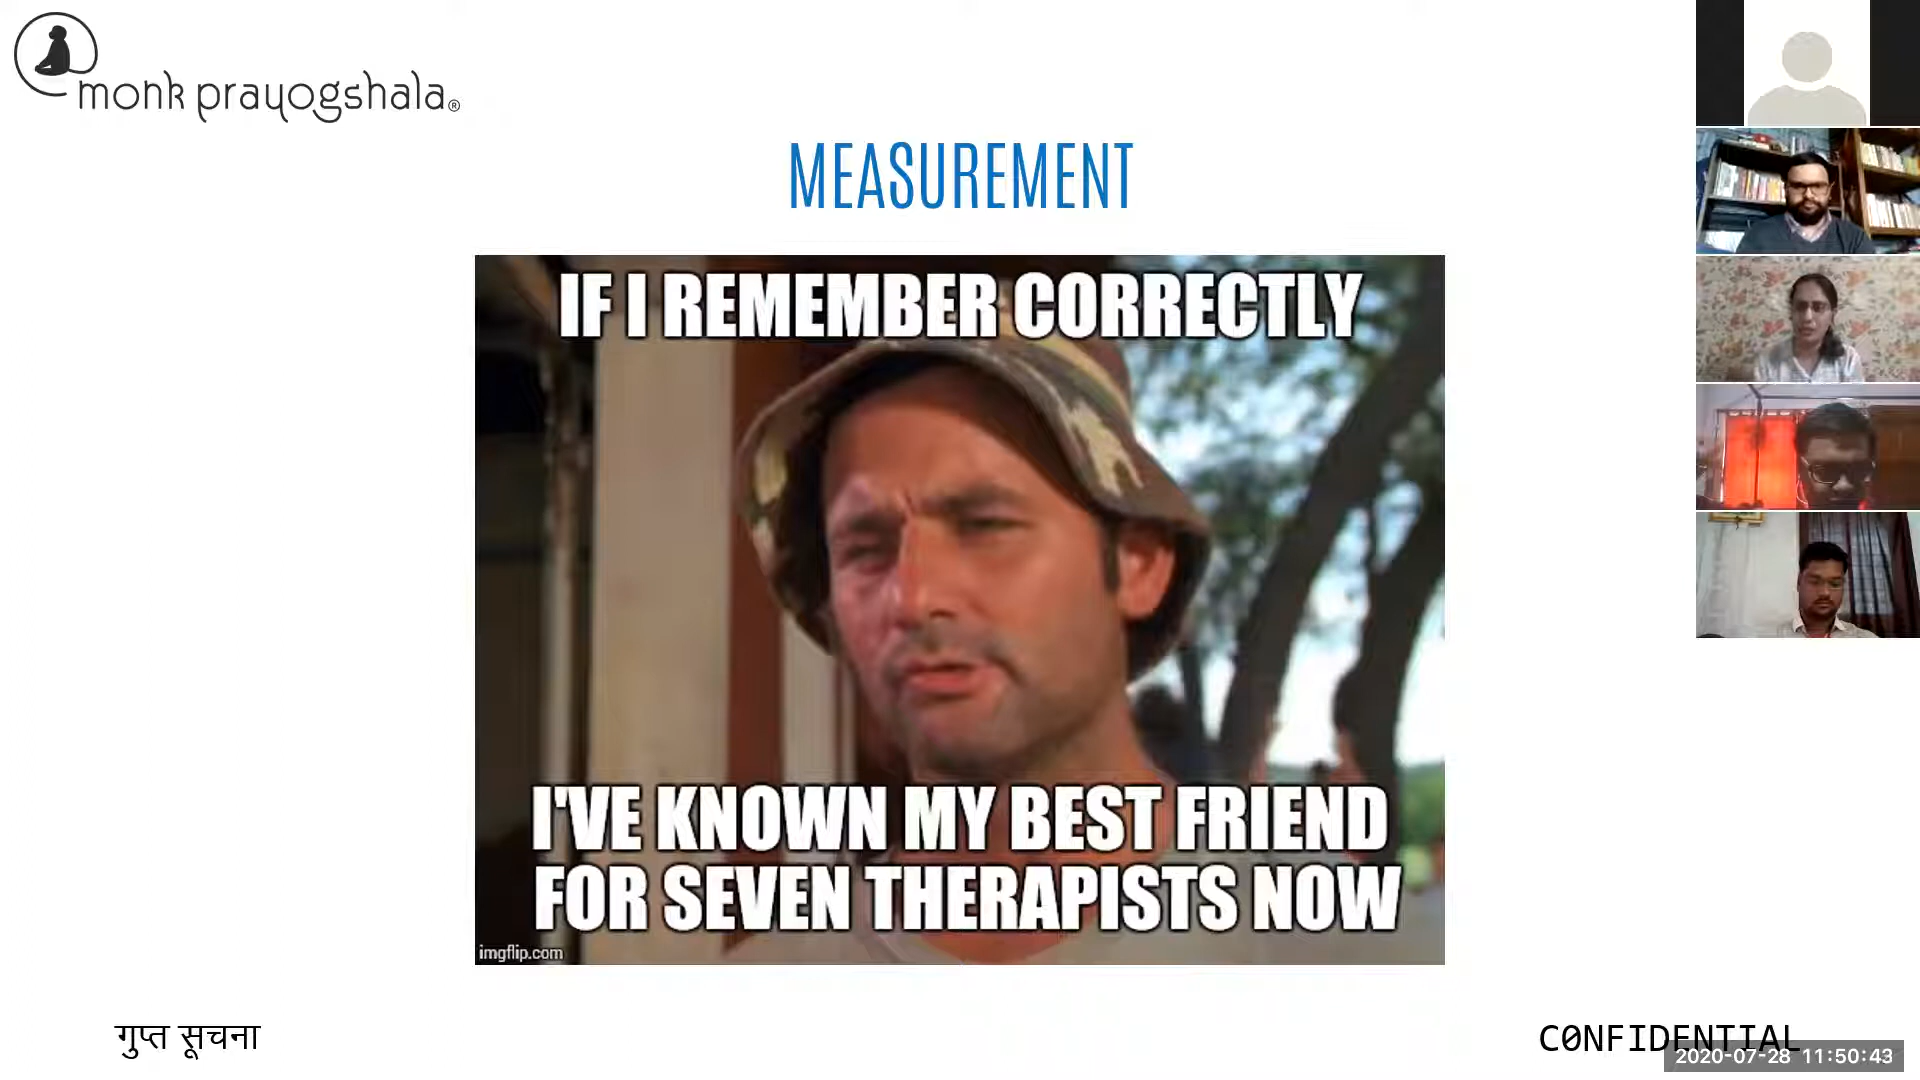 monk prayogshala®
MEASUREMENT
IF I REMEMBER CORRECTLY
I'VE KNOWN MY BEST FRIEND
FOR SEVEN THERAPISTS NOW
imgflip.com
गुप्त सूचना
CONFIDENTIAL
2020-07-28 11:50:43